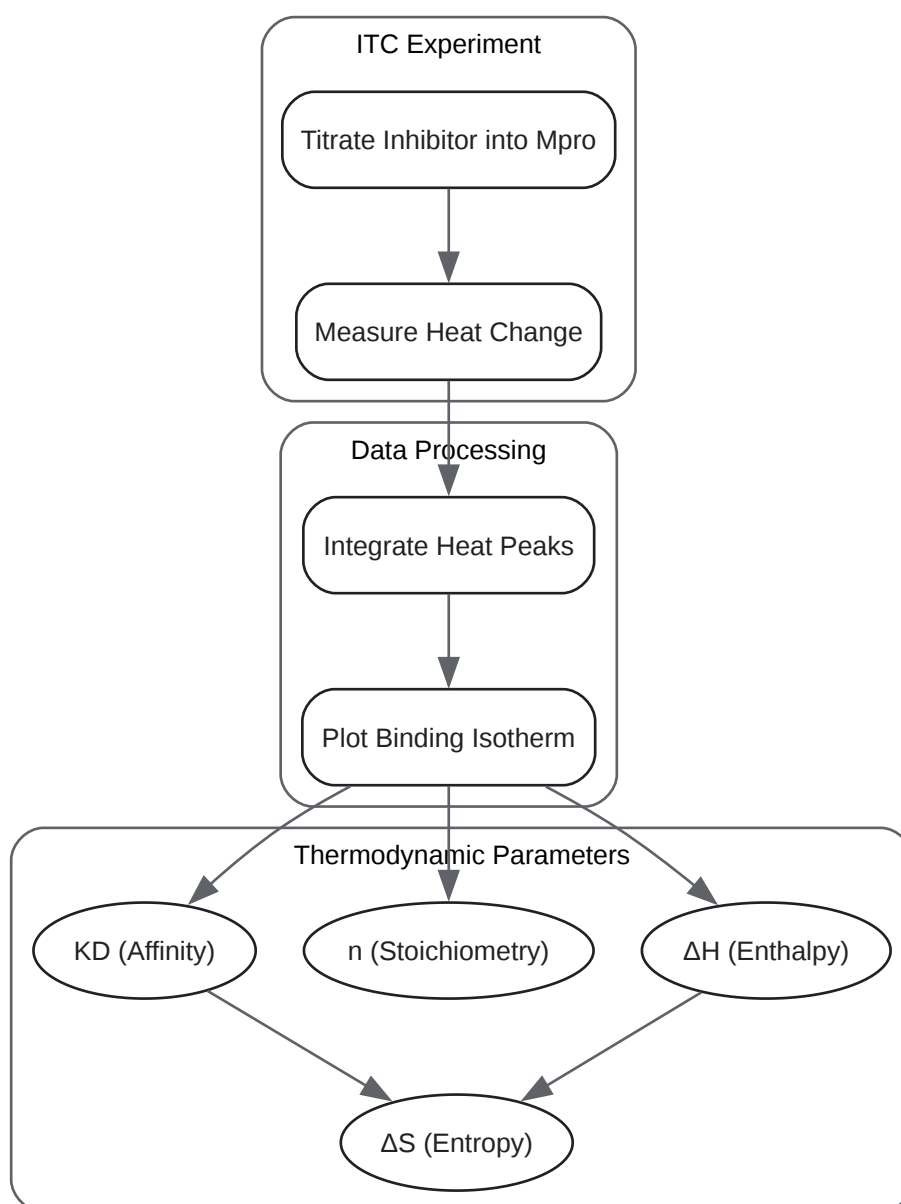 ITC Experiment
Titrate Inhibitor into Mpro
Measure Heat Change
Data Processing
Integrate Heat Peaks
Plot Binding Isotherm
Thermodynamic Parameters
KD (Affinity)
n (Stoichiometry)
ΔH (Enthalpy)
ΔS (Entropy)